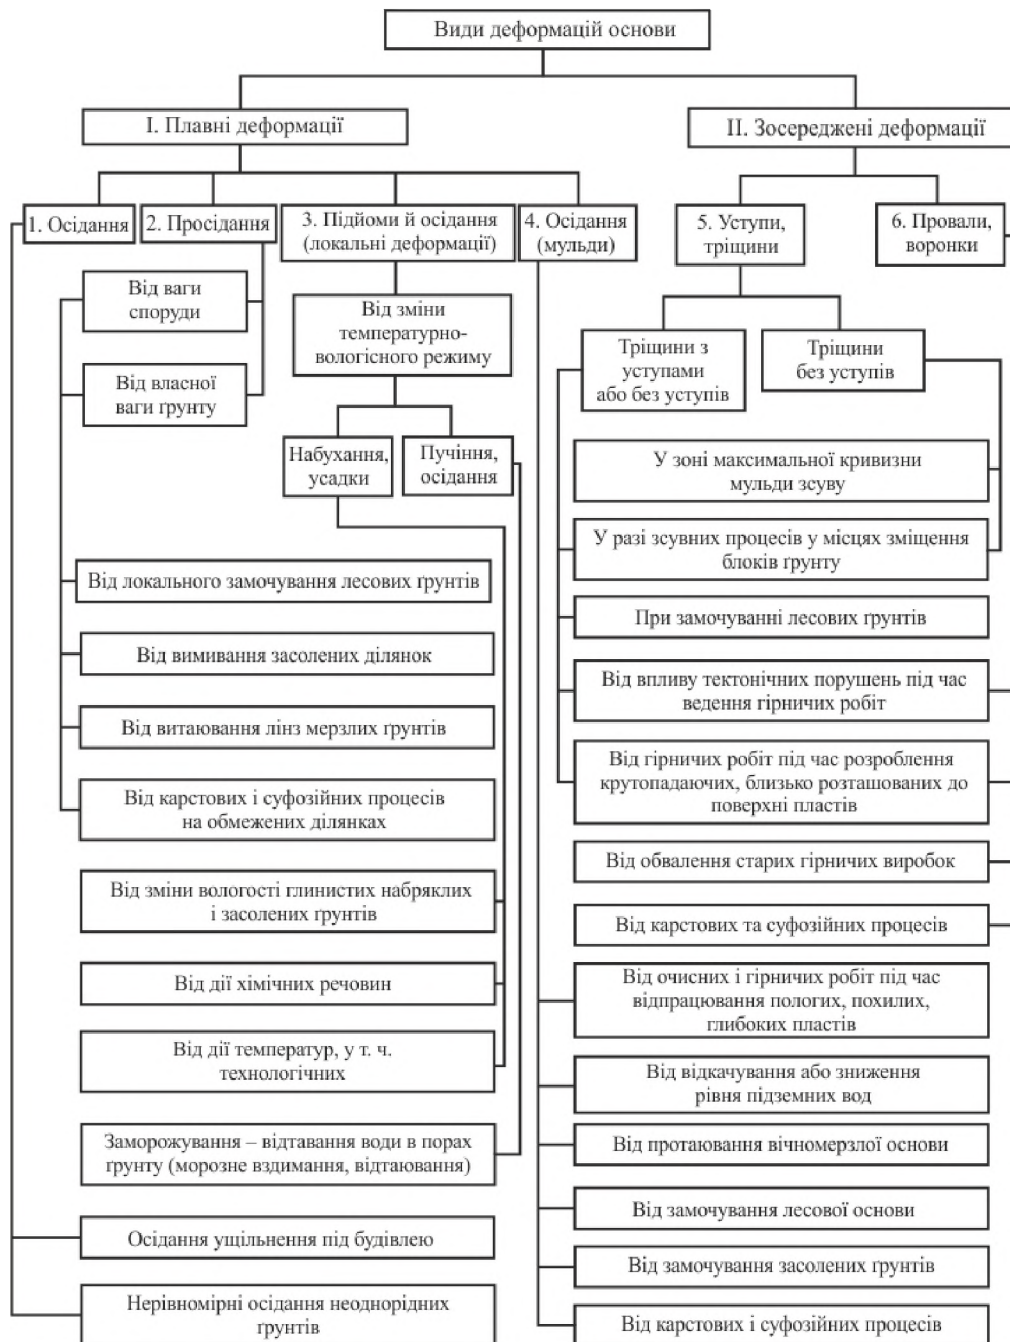 Види деформацій основи
I. Плавні деформації
II. Зосереджені деформації
1. Осідання
2. Просідання
3. Підйоми й осідання
(локальні деформації)
4. Осідання
(мульди)
5. Уступи,
тріщини
6. Провали,
воронки
Від ваги
споруди
Від власної
ваги ґрунту
Від зміни
температурно-
вологісного режиму
Набухання,
усадки
Пучіння,
осідання
Від локального замочування лесових ґрунтів
Від вимивання засолених ділянок
Від витаювання лінз мерзлих ґрунтів
Від карстових і суфозійних процесів
на обмежених ділянках
Від зміни вологості глинистих набряклих
і засолених ґрунтів
Від дії хімічних речовин
Від дії температур, у т. ч.
технологічних
Заморожування – відтавання води в порах
ґрунту (морозне вздимання, відтаювання)
Осідання ущільнення під будівлею
Нерівномірні осідання неоднорідних
ґрунтів
Тріщини з
уступами
або без уступів
Тріщини
без уступів
У зоні максимальної кривизни
мульди зсуву
У разі зсувних процесів у місцях зміщення
блоків ґрунту
При замочуванні лесових ґрунтів
Від впливу тектонічних порушень під час
ведення гірничих робіт
Від гірничих робіт під час розроблення
крутопадаючих, близько розташованих до
поверхні пластів
Від обвалення старих гірничих виробок
Від карстових та суфозійних процесів
Від очисних і гірничих робіт під час
відпрацювання пологих, похилих,
глибоких пластів
Від відкачування або зниження
рівня підземних вод
Від протаювання вічномерзлої основи
Від замочування лесової основи
Від замочування засолених ґрунтів
Від карстових і суфозійних процесів